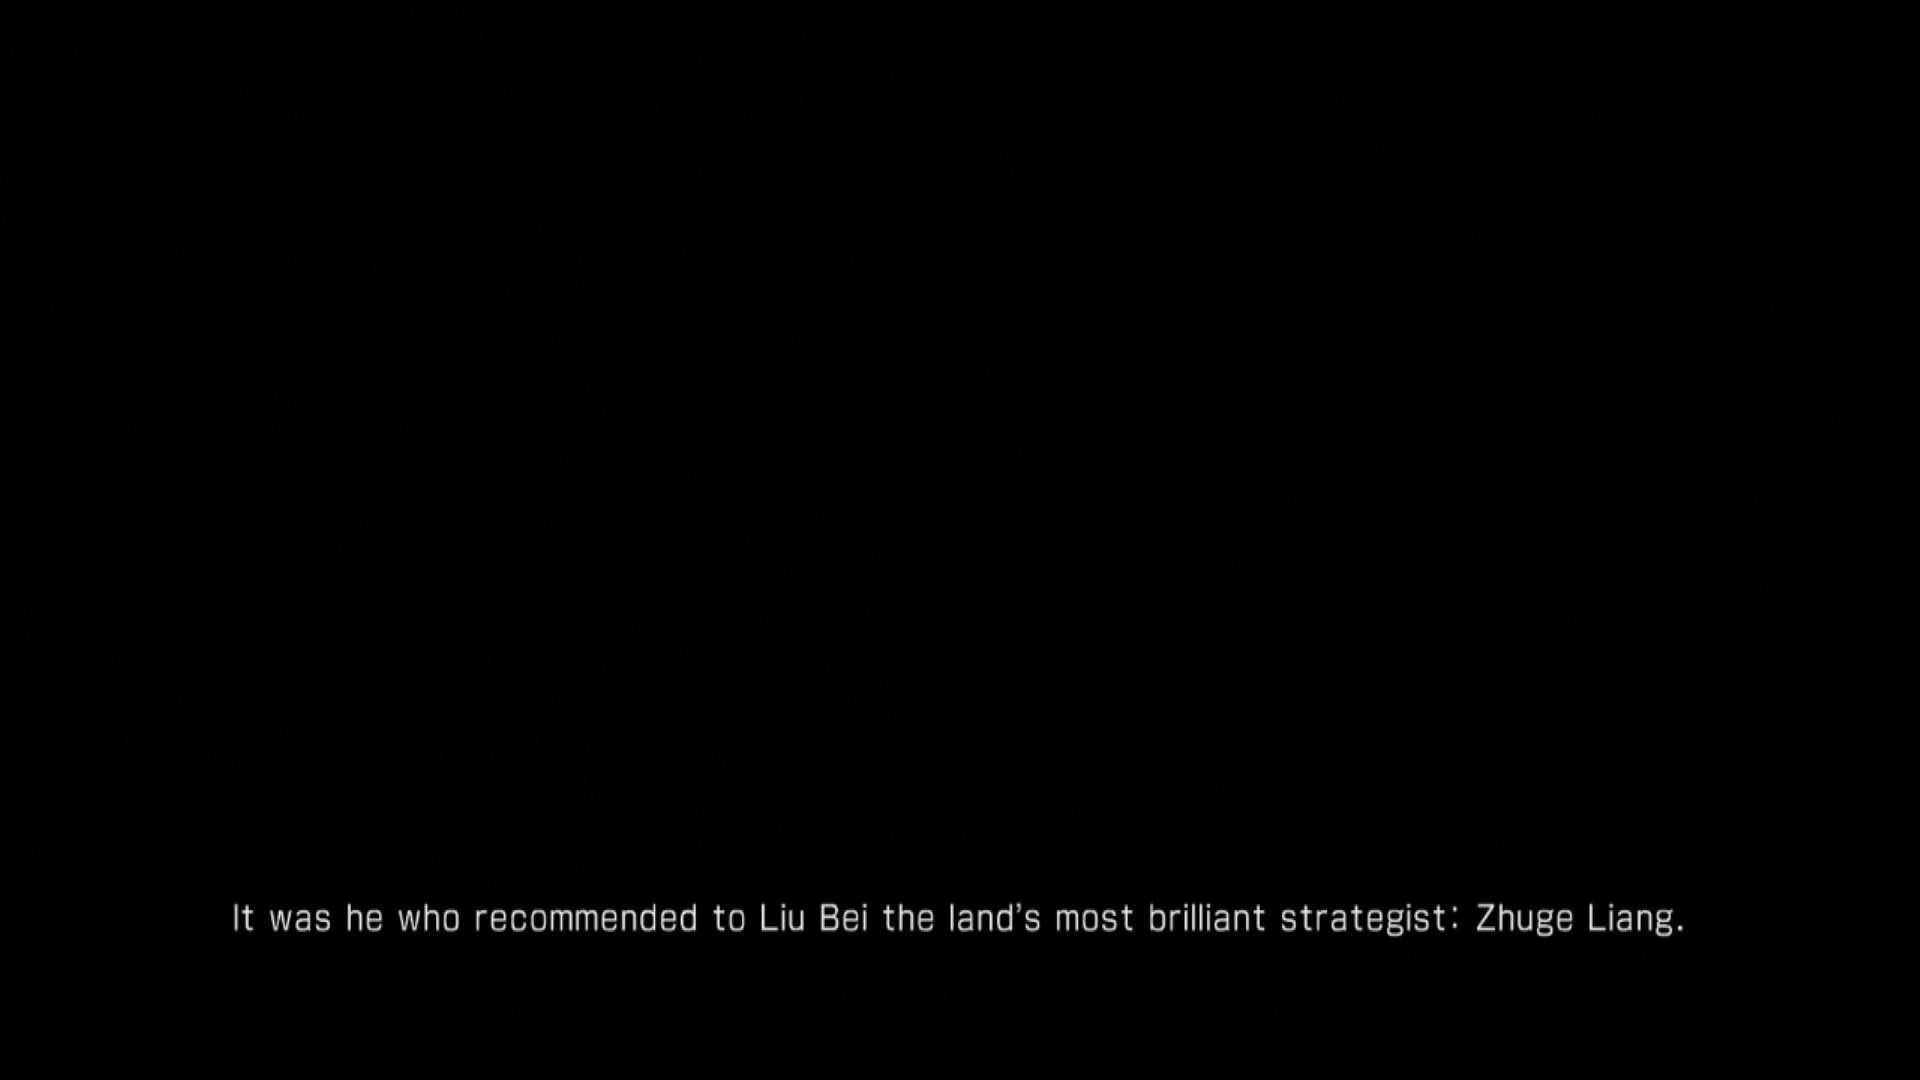 It was he who recommended to Liu Bei the land's most brilliant strategist: Zhuge Liang.